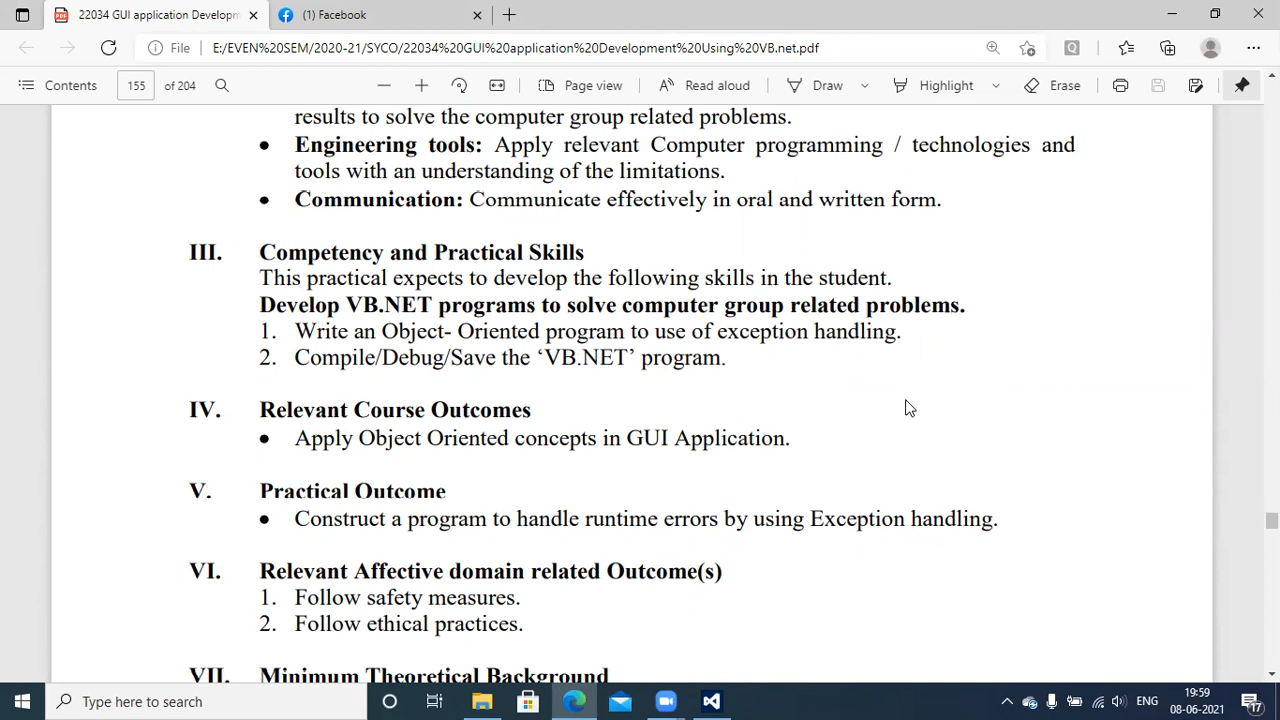 22034 GUI application Developm
(1) Facebook
File
E:/EVEN%20SEM/2020-21/SYCO/22034%20GUI%20application%20Development%20Using%20VB.net.pdf
Q
Contents
155
of 204
Page view
Read aloud
Draw
Highlight
Erase
results to solve the computer group related problems.
• Engineering tools: Apply relevant Computer programming / technologies and
tools with an understanding of the limitations.
• Communication: Communicate effectively in oral and written form.
III. Competency and Practical Skills
This practical expects to develop the following skills in the student.
Develop VB.NET programs to solve computer group related problems.
1. Write an Object- Oriented program to use of exception handling.
2. Compile/Debug/Save the ‘VB.NET’ program.
IV. Relevant Course Outcomes
• Apply Object Oriented concepts in GUI Application.
V. Practical Outcome
• Construct a program to handle runtime errors by using Exception handling.
VI. Relevant Affective domain related Outcome(s)
1. Follow safety measures.
2. Follow ethical practices.
VII. Minimum Theoretical Background
Type here to search
ENG
19:59
08-06-2021
17